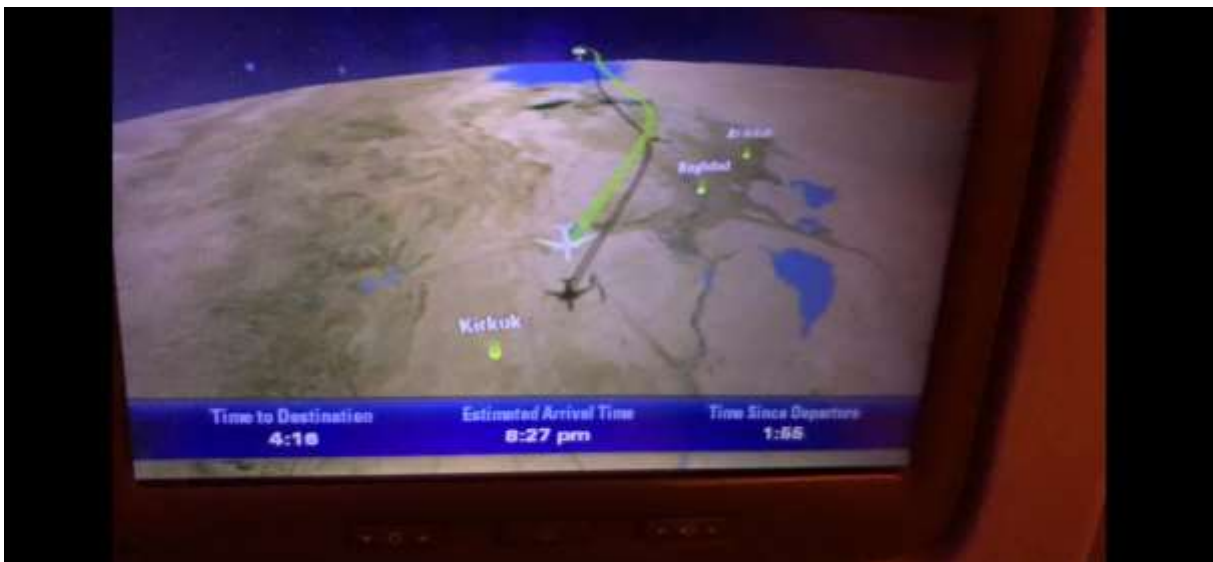 Baghdad
Kirkuk
Time to Destination
4:16
Estimated Arrival Time
8:27 pm
Time Since Departure
1:55